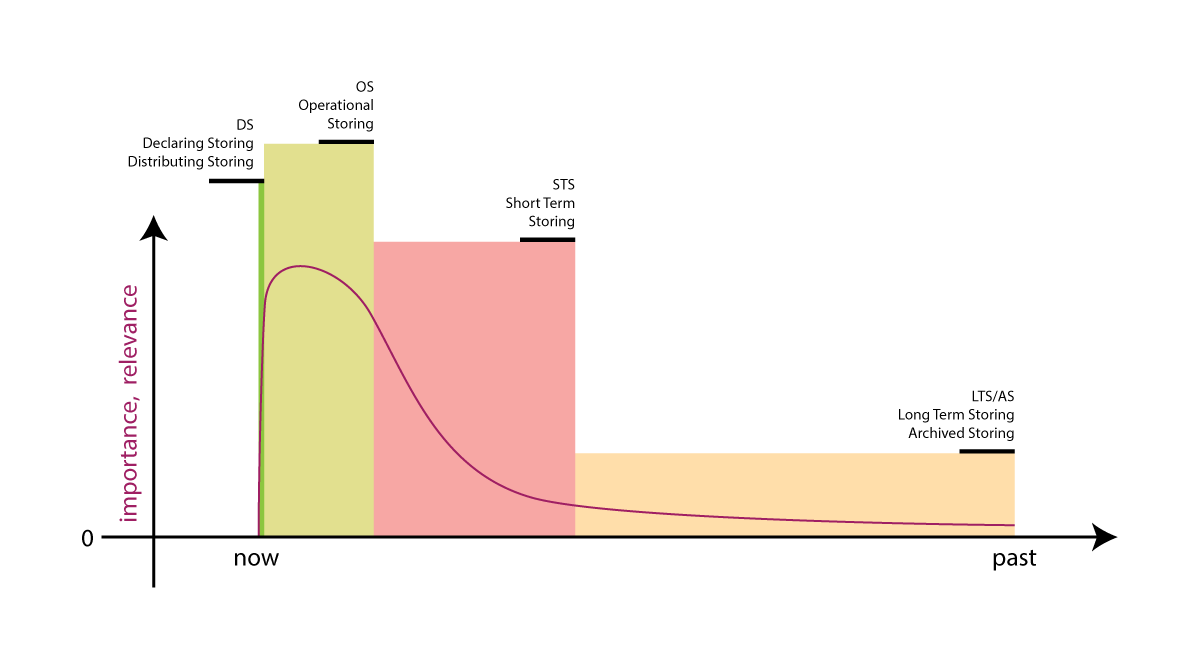 OS
Operational
Storing
DS
Declaring Storing
Distributing Storing
STS
Short Term
Storing
LTS/AS
Long Term Storing
Archived Storing
importance, relevance
0
now
past